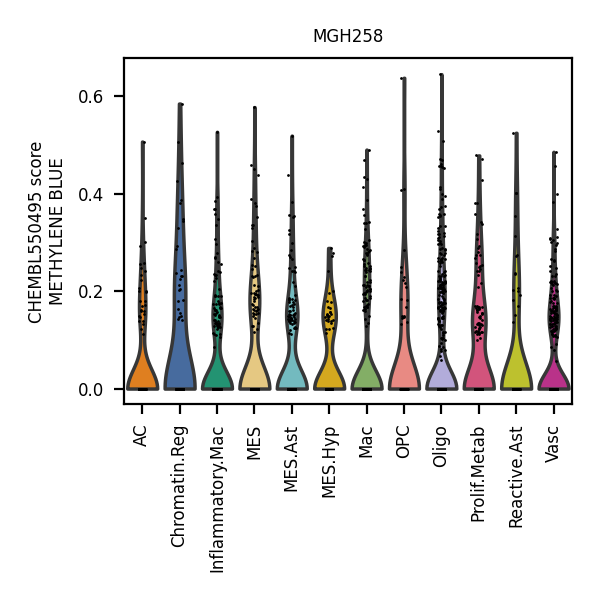 MGH258
CHEMBL550495 score
METHYLENE BLUE
0.6
0.4
0.2
0.0
AC
Chromatin.Reg
Inflammatory.Mac
MES
MES.Ast
MES.Hyp
Mac
OPC
Oligo
Prolif.Metab
Reactive.Ast
Vasc